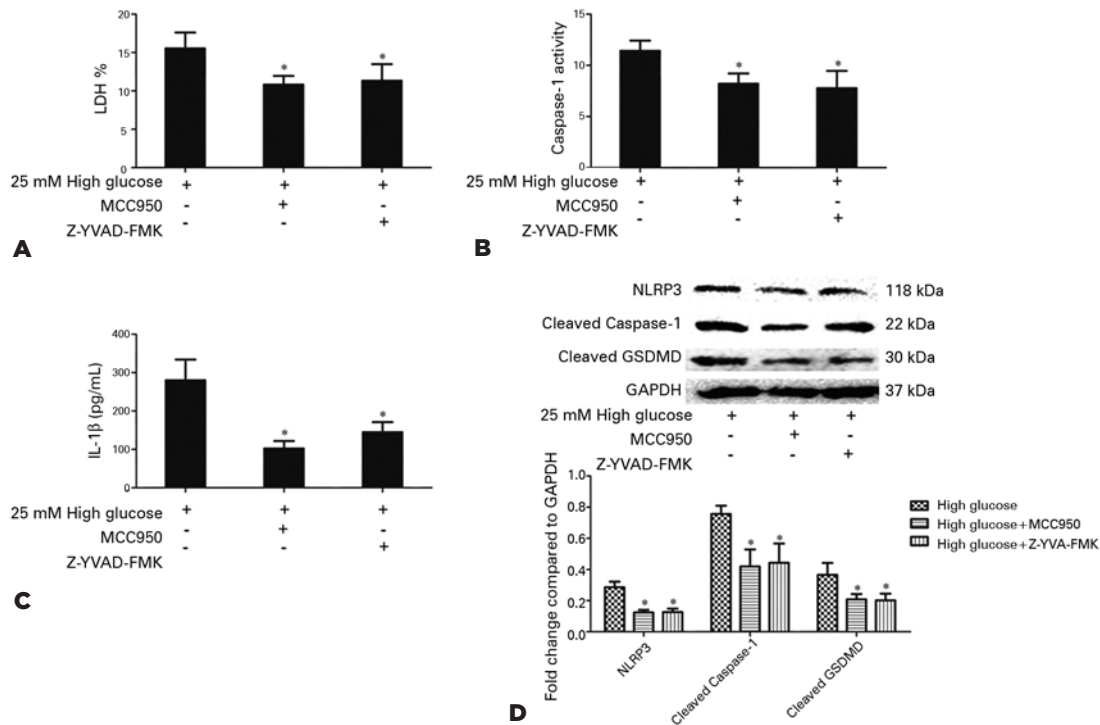 20
15
10
5
0
LDH %
*
*
25 mM High glucose + + +
MCC950 - + -
Z-YVAD-FMK - - +
A
15
10
5
0
Caspase-1 activity
*
*
25 mM High glucose + + +
MCC950 - + -
Z-YVAD-FMK - - +
B
400
300
200
100
0
IL-1β (pg/mL)
*
*
25 mM High glucose + + +
MCC950 - + -
Z-YVAD-FMK - - +
C
NLRP3 118 kDa
Cleaved Caspase-1 22 kDa
Cleaved GSDMD 30 kDa
GAPDH 37 kDa
25 mM High glucose + + +
MCC950 - + -
Z-YVAD-FMK - - +
1.0
0.8
0.6
0.4
0.2
0.0
Fold change compared to GAPDH
* *
* *
* *
NLRP3
Cleaved Caspase-1
Cleaved GSDMD
High glucose
High glucose+MCC950
High glucose+Z-YVA-FMK
D